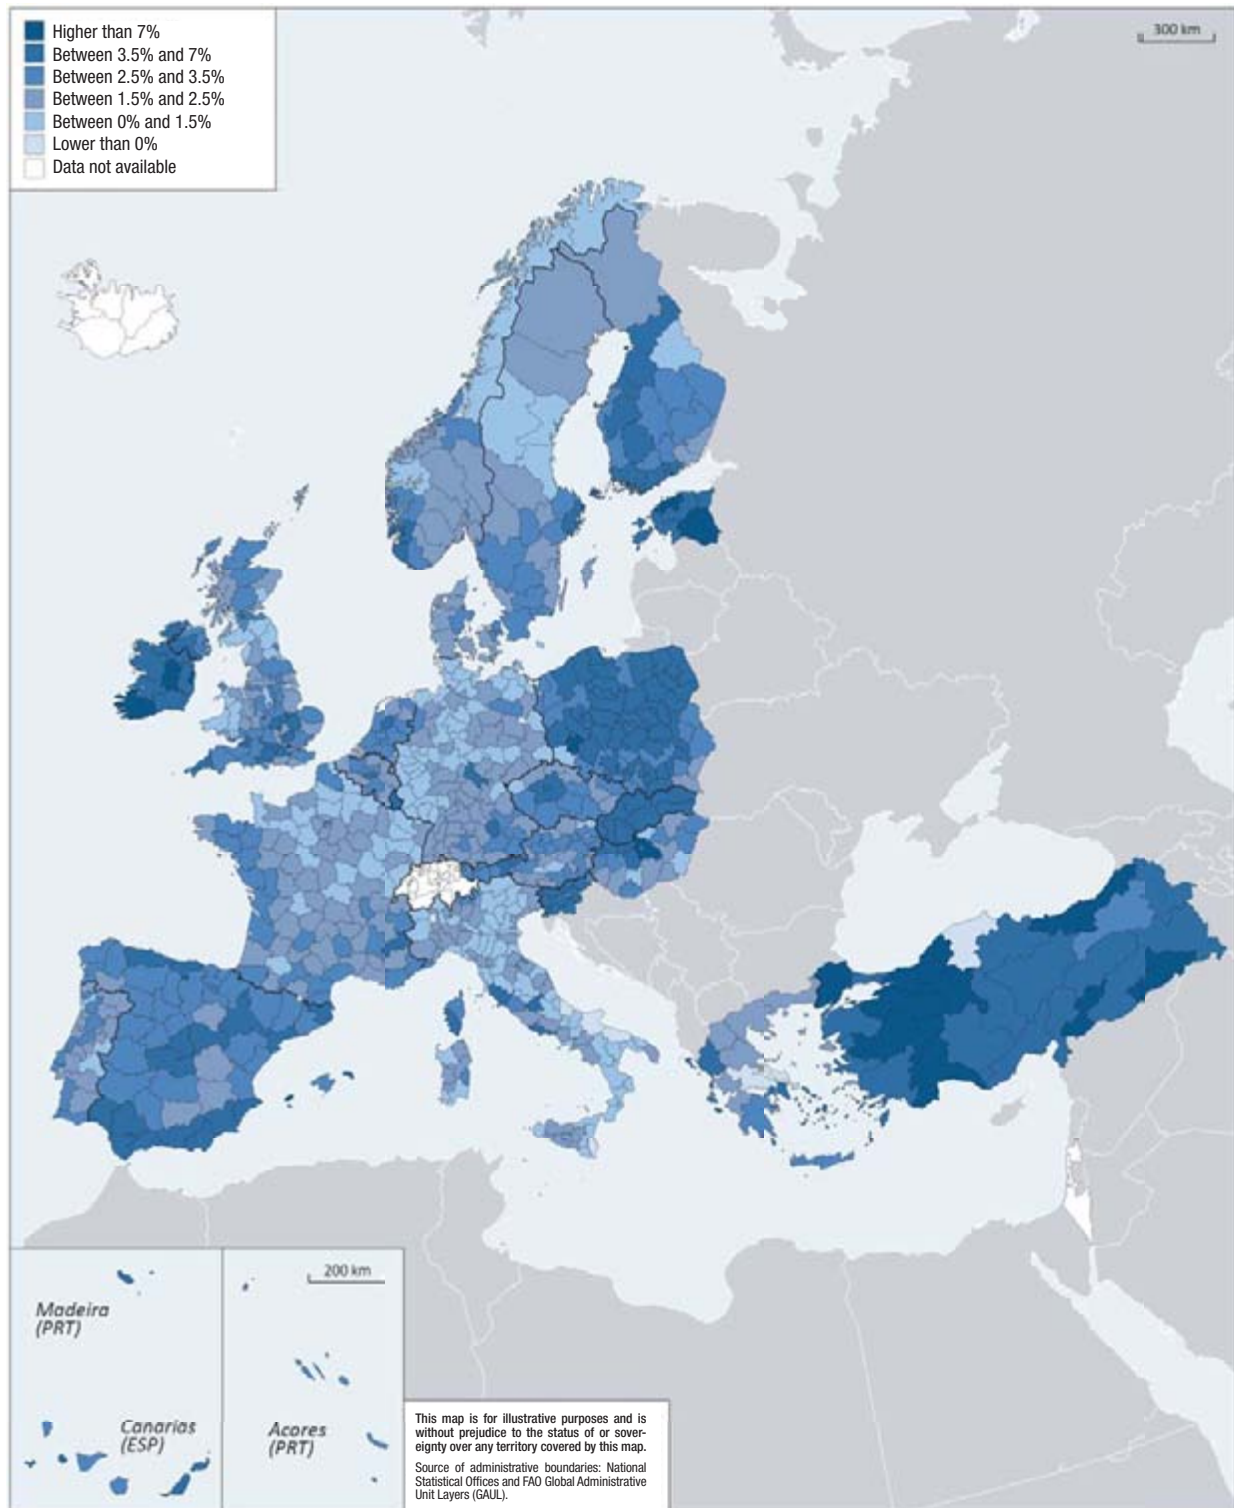 Higher than 7%
Between 3.5% and 7%
Between 2.5% and 3.5%
Between 1.5% and 2.5%
Between 0% and 1.5%
Lower than 0%
Data not available
300 km
200 km
Madeira
(PRT)
Canarias
(ESP)
Acores
(PRT)
This map is for illustrative purposes and is
without prejudice to the status of or sover-
eignty over any territory covered by this map.
Source of administrative boundaries: National
Statistical Offices and FAO Global Administrative
Unit Layers (GAUL).